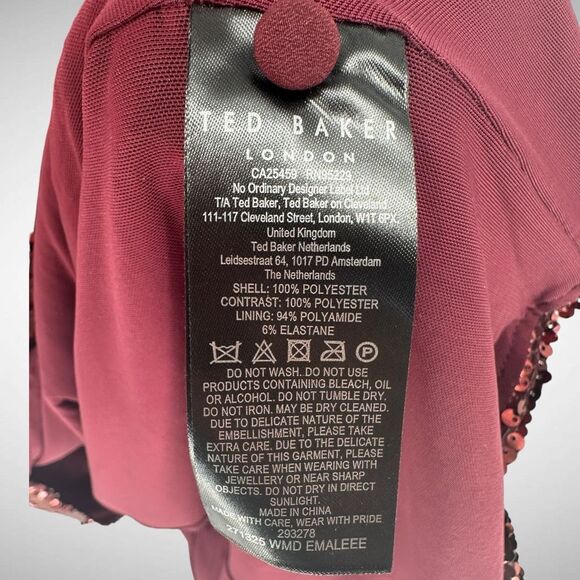 TED BAKER
LONDON
CA25459 RN95229
No Ordinary Designer Label Ltd
T/A Ted Baker, Ted Baker on Cleveland
111-117 Cleveland Street, London, W1T 6PX.
United Kingdom
Ted Baker Netherlands
Leidsestraat 64, 1017 PD Amsterdam
The Netherlands
SHELL: 100% POLYESTER
CONTRAST: 100% POLYESTER
LINING: 94% POLYAMIDE
6% ELASTANE
P
DO NOT WASH. DO NOT USE
PRODUCTS CONTAINING BLEACH, OIL
OR ALCOHOL. DO NOT TUMBLE DRY.
DO NOT IRON. MAY BE DRY CLEANED.
DUE TO DELICATE NATURE OF THE
EMBELLISHMENT, PLEASE TAKE
EXTRA CARE. DUE TO THE DELICATE
NATURE OF THIS GARMENT, PLEASE
TAKE CARE WHEN WEARING WITH
JEWELLERY OR NEAR SHARP
OBJECTS. DO NOT DRY IN DIRECT
SUNLIGHT.
MADE IN CHINA
MADE WITH CARE, WEAR WITH PRIDE
293278
271325 WMD EMALEEE